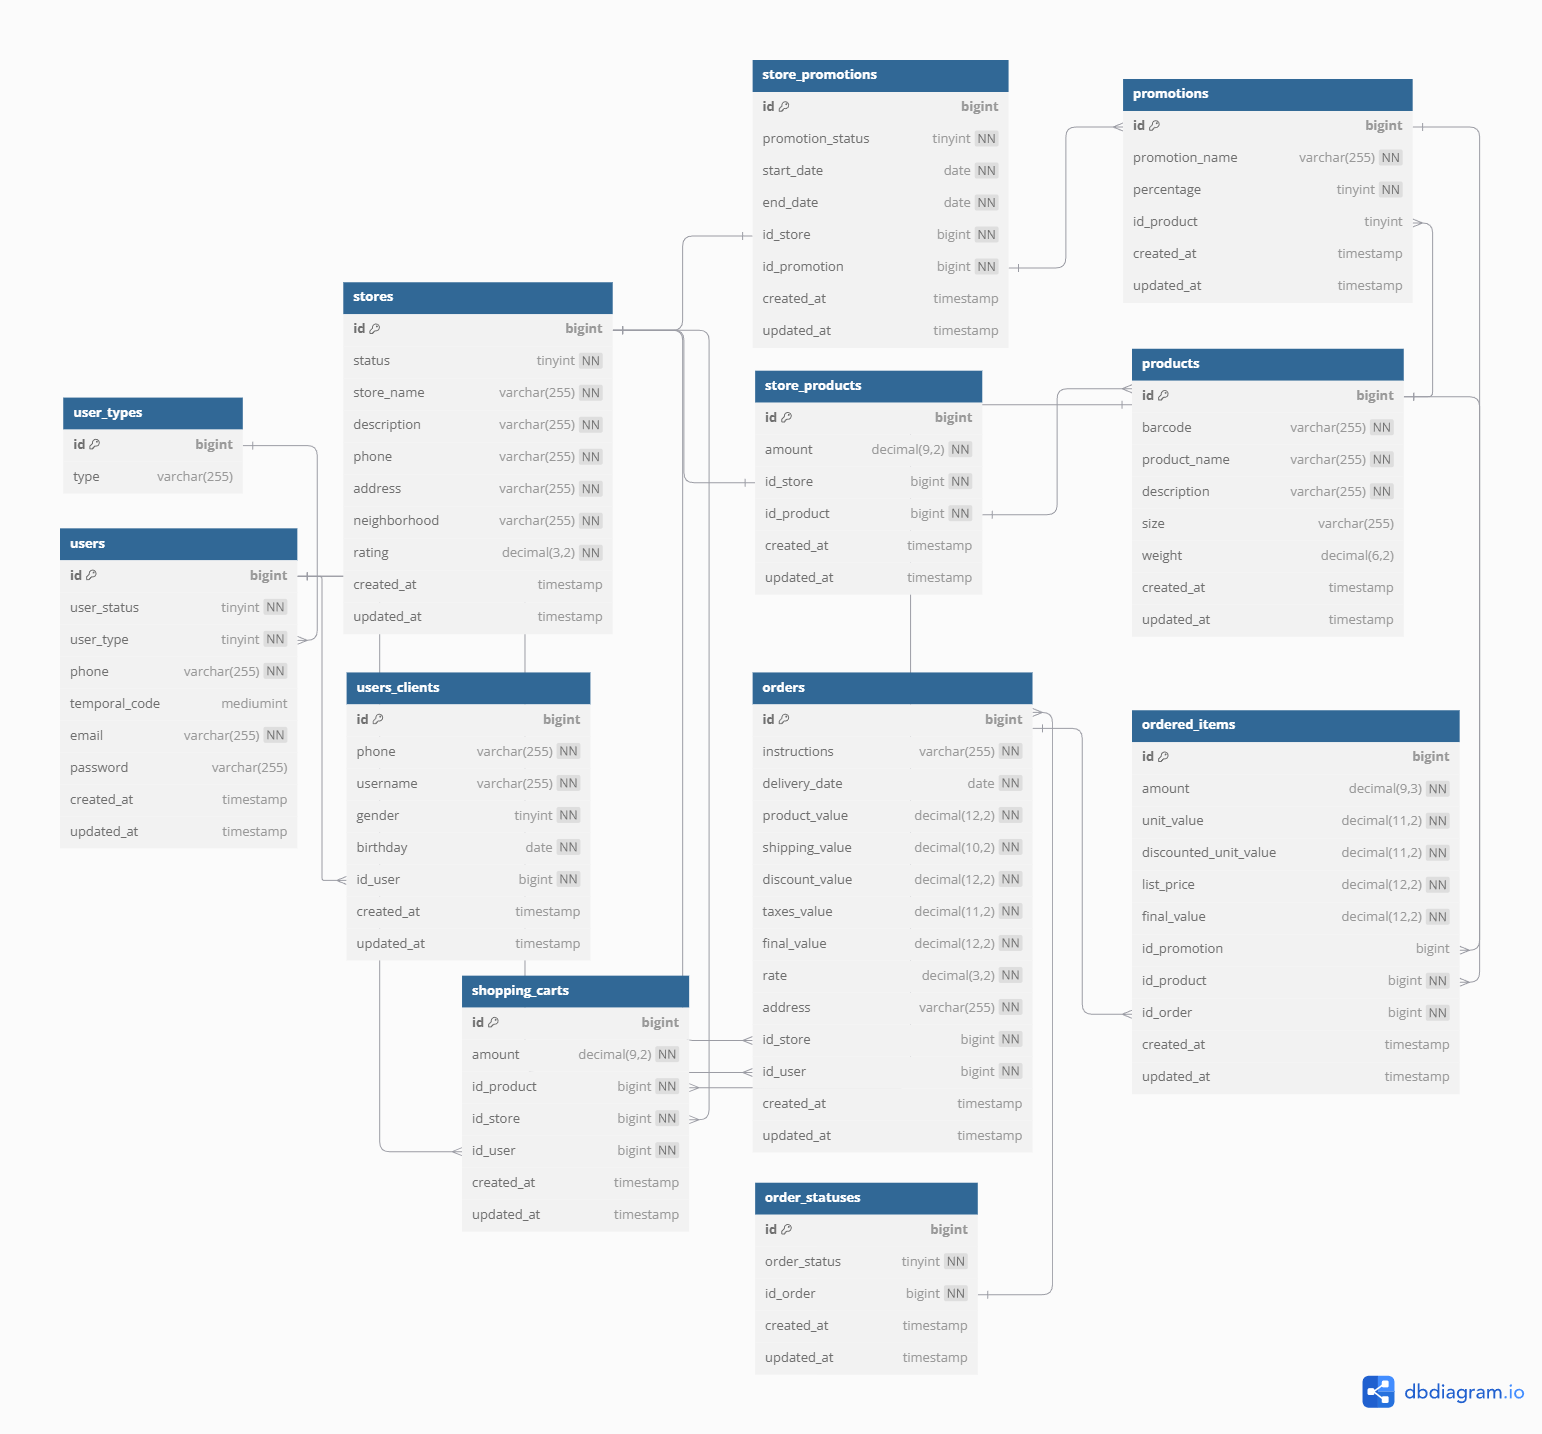 store_promotions
id bigint
promotion_status tinyint NN
start_date date NN
end_date date NN
id_store bigint NN
id_promotion bigint NN
created_at timestamp
updated_at timestamp
promotions
id bigint
promotion_name varchar(255) NN
percentage tinyint NN
id_product tinyint
created_at timestamp
updated_at timestamp
stores
id bigint
status tinyint NN
store_name varchar(255) NN
description varchar(255) NN
phone varchar(255) NN
address varchar(255) NN
neighborhood varchar(255) NN
rating decimal(3,2) NN
created_at timestamp
updated_at timestamp
store_products
id bigint
amount decimal(9,2) NN
id_store bigint NN
id_product bigint NN
created_at timestamp
updated_at timestamp
products
id bigint
barcode varchar(255) NN
product_name varchar(255) NN
description varchar(255) NN
size varchar(255)
weight decimal(6,2)
created_at timestamp
updated_at timestamp
user_types
id bigint
type varchar(255)
users
id bigint
user_status tinyint NN
user_type tinyint NN
phone varchar(255) NN
temporal_code mediumint
email varchar(255) NN
password varchar(255)
created_at timestamp
updated_at timestamp
users_clients
id bigint
phone varchar(255) NN
username varchar(255) NN
gender tinyint NN
birthday date NN
id_user bigint NN
created_at timestamp
updated_at timestamp
orders
id bigint
instructions varchar(255) NN
delivery_date date NN
product_value decimal(12,2) NN
shipping_value decimal(10,2) NN
discount_value decimal(12,2) NN
taxes_value decimal(11,2) NN
final_value decimal(12,2) NN
rate decimal(3,2) NN
address varchar(255) NN
id_store bigint NN
id_user bigint NN
created_at timestamp
updated_at timestamp
ordered_items
id bigint
amount decimal(9,3) NN
unit_value decimal(11,2) NN
discounted_unit_value decimal(11,2) NN
list_price decimal(12,2) NN
final_value decimal(12,2) NN
id_promotion bigint
id_product bigint NN
id_order bigint NN
created_at timestamp
updated_at timestamp
shopping_carts
id bigint
amount decimal(9,2) NN
id_product bigint NN
id_store bigint NN
id_user bigint NN
created_at timestamp
updated_at timestamp
order_statuses
id bigint
order_status tinyint NN
id_order bigint NN
created_at timestamp
updated_at timestamp
dbdiagram.io